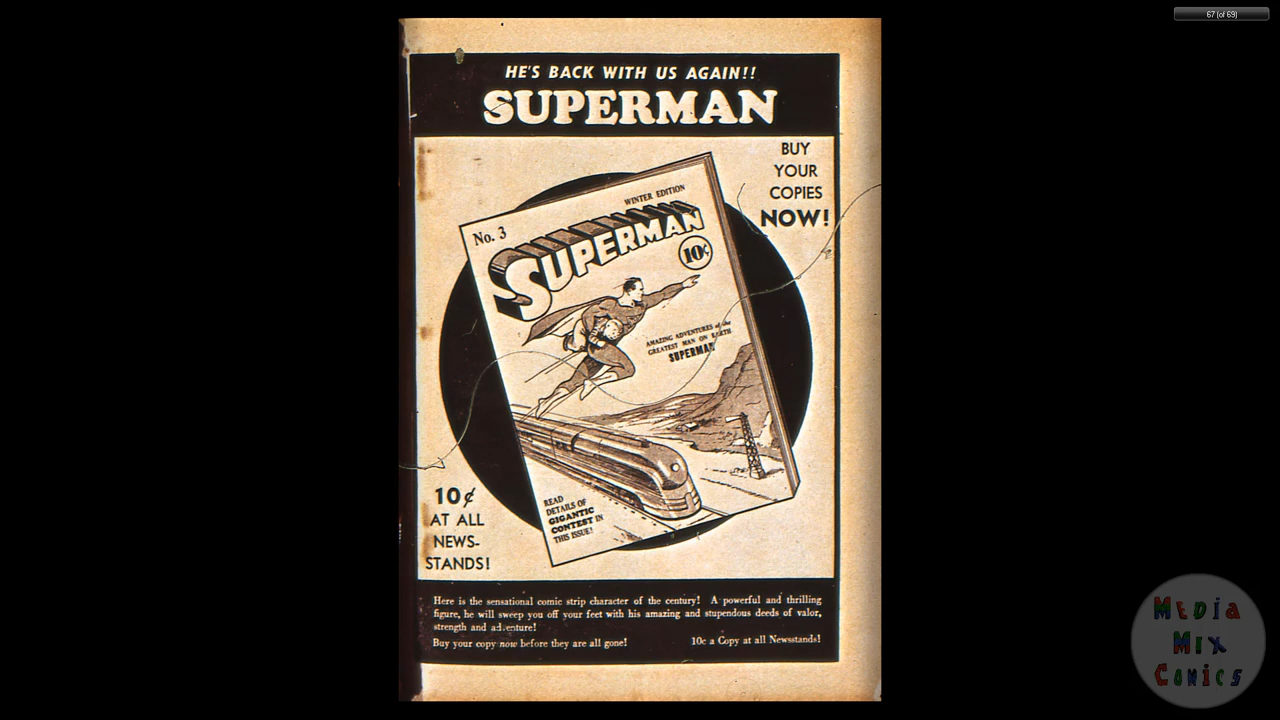 67 (of 69)
HE'S BACK WITH US AGAIN!!
SUPERMAN
BUY
YOUR
COPIES
NOW!
WINTER EDITION
No. 3
SUPERMAN
10¢
AMAZING ADVENTURES of the
GREATEST MAN ON EARTH
SUPERMAN
READ
DETAILS OF
GIGANTIC
CONTEST IN
THIS ISSUE!
10¢
AT ALL
NEWS-
STANDS!
Here is the sensational comic strip character of the century! A powerful and thrilling
figure, he will sweep you off your feet with his amazing and stupendous deeds of valor,
strength and adventure!
Buy your copy now before they are all gone! 10c a Copy at all Newsstands!
MEDiA
Mix
COMICS